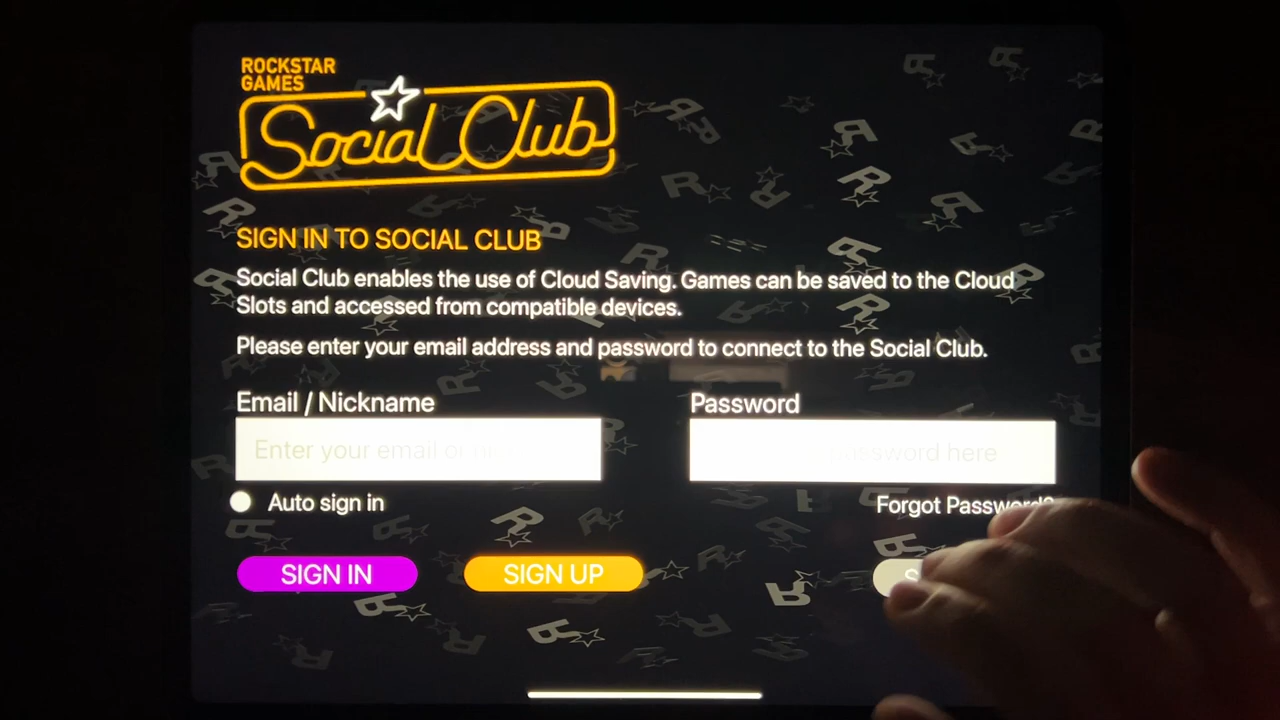 ROCKSTAR
GAMES
Social Club
SIGN IN TO SOCIAL CLUB
Social Club enables the use of Cloud Saving. Games can be saved to the Cloud
Slots and accessed from compatible devices.
Please enter your email address and password to connect to the Social Club.
Email / Nickname
Password
Enter your email or
password here
Auto sign in
Forgot Password?
SIGN IN
SIGN UP